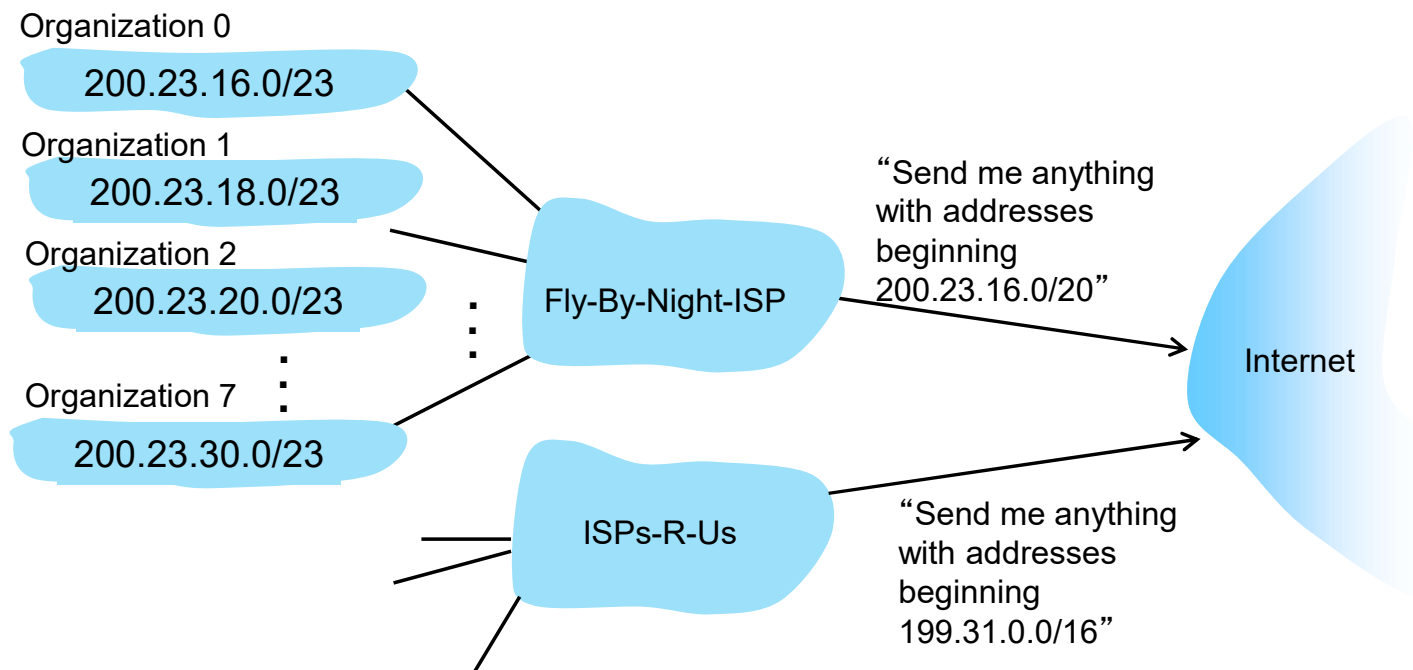 Organization 0
200.23.16.0/23
Organization 1
200.23.18.0/23
Organization 2
200.23.20.0/23
Organization 7
200.23.30.0/23
Fly-By-Night-ISP
“Send me anything
with addresses
beginning
200.23.16.0/20”
Internet
ISPs-R-Us
“Send me anything
with addresses
beginning
199.31.0.0/16”